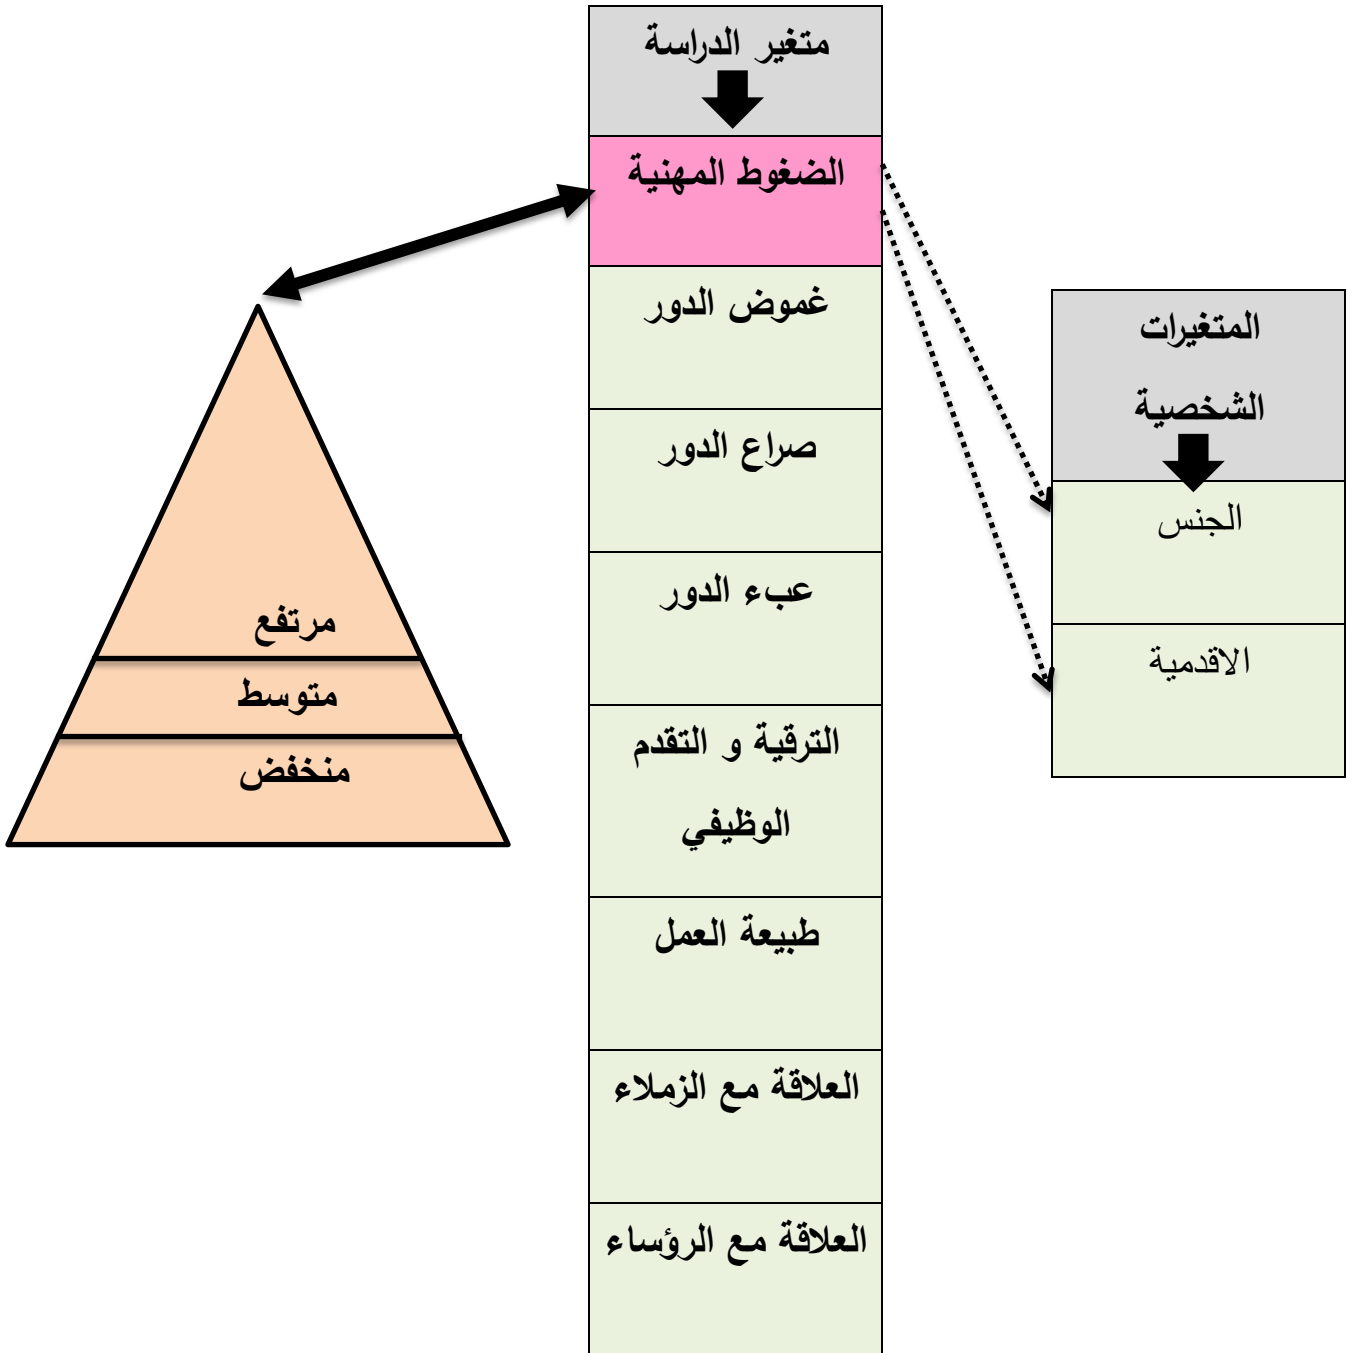 متغير الدراسة
الضغوط المهنية
غموض الدور
صراع الدور
عبء الدور
الترقية و التقدم
الوظيفي
طبيعة العمل
العلاقة مع الزملاء
العلاقة مع الرؤساء
المتغيرات
الشخصية
الجنس
الاقدمية
مرتفع
متوسط
منخفض